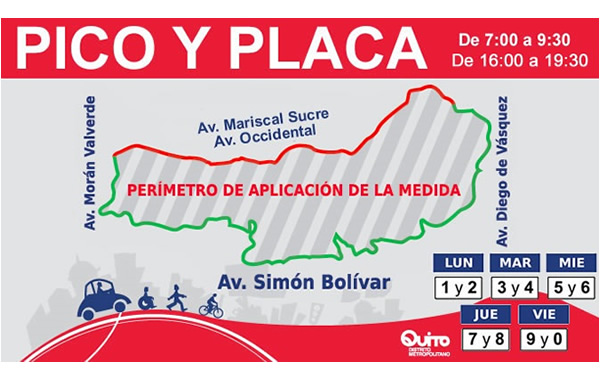 PICO Y PLACA
De 7:00 a 9:30
De 16:00 a 19:30
Av. Morán Valverde
Av. Mariscal Sucre
Av. Occidental
Av. Diego de Vásquez
PERÍMETRO DE APLICACIÓN DE LA MEDIDA
Av. Simón Bolívar
LUN MAR MIE
1 y 2 3 y 4 5 y 6
JUE VIE
7 y 8 9 y 0
QUITO
DISTRITO
METROPOLITANO